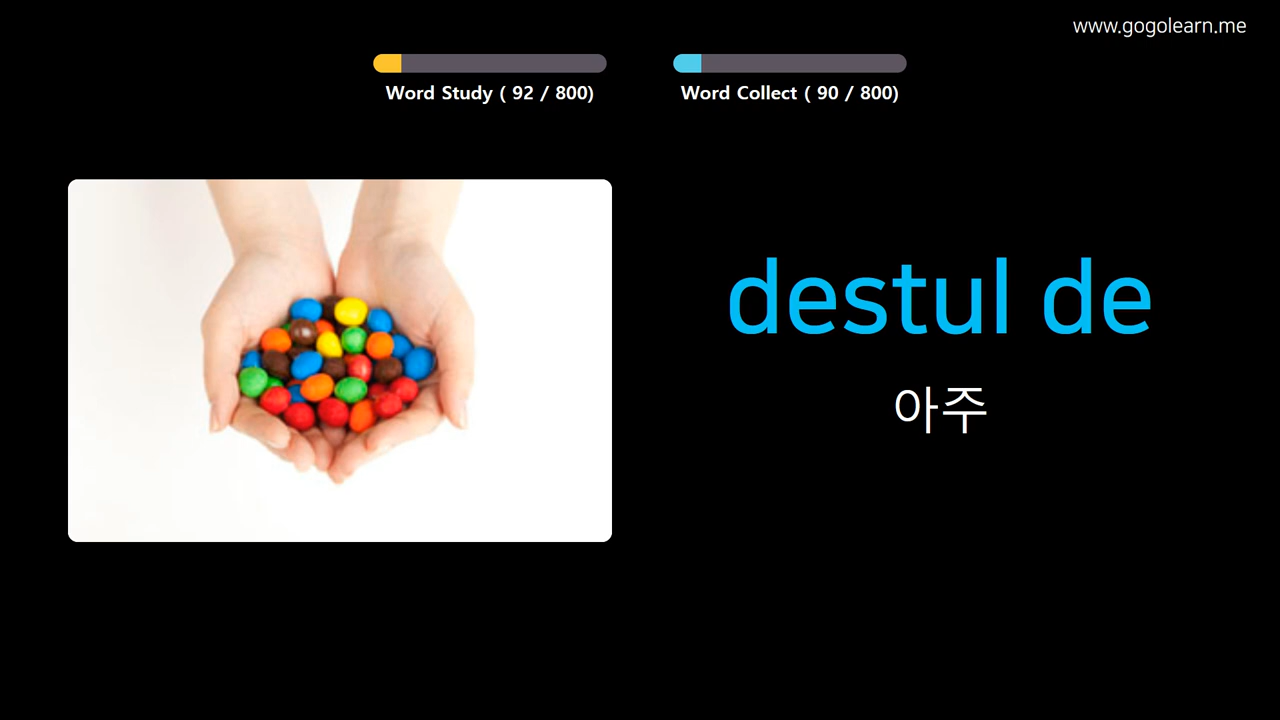 www.gogolearn.me
Word Study ( 92 / 800)
Word Collect ( 90 / 800)
destul de
아주